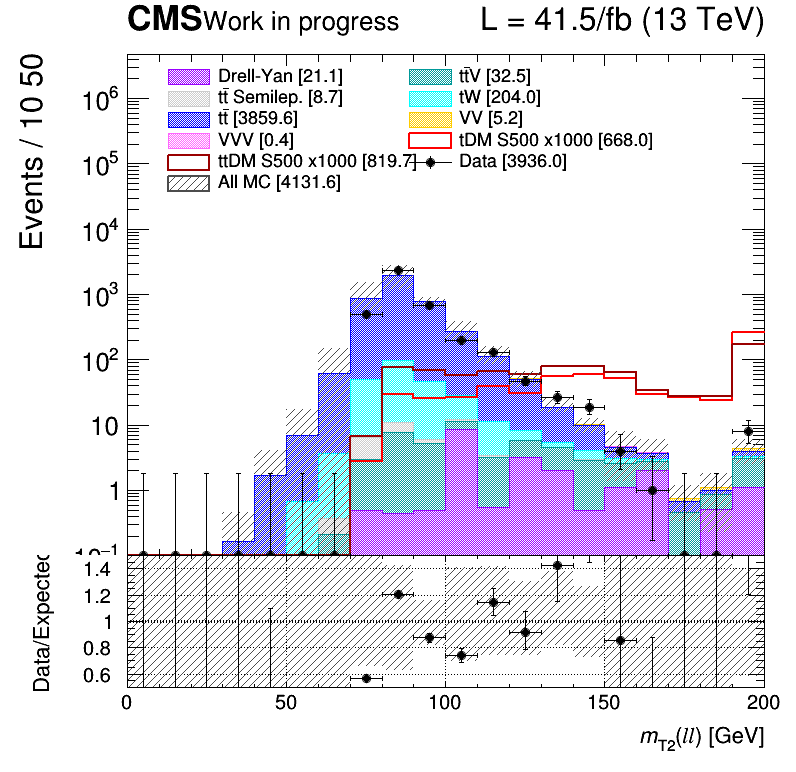 CMS Work in progress L = 41.5/fb (13 TeV)
Events / 10 50
Drell-Yan [21.1] tt̄V [32.5]
tt̄ Semilep. [8.7] tW [204.0]
tt̄ [3859.6] VV [5.2]
VVV [0.4] tDM S500 x1000 [668.0]
ttDM S500 x1000 [819.7] Data [3936.0]
All MC [4131.6]
10⁶
10⁵
10⁴
10³
10²
10
1
10⁻¹
Data/Expected
1.4
1.2
1
0.8
0.6
0 50 100 150 200
m_T2(ll) [GeV]